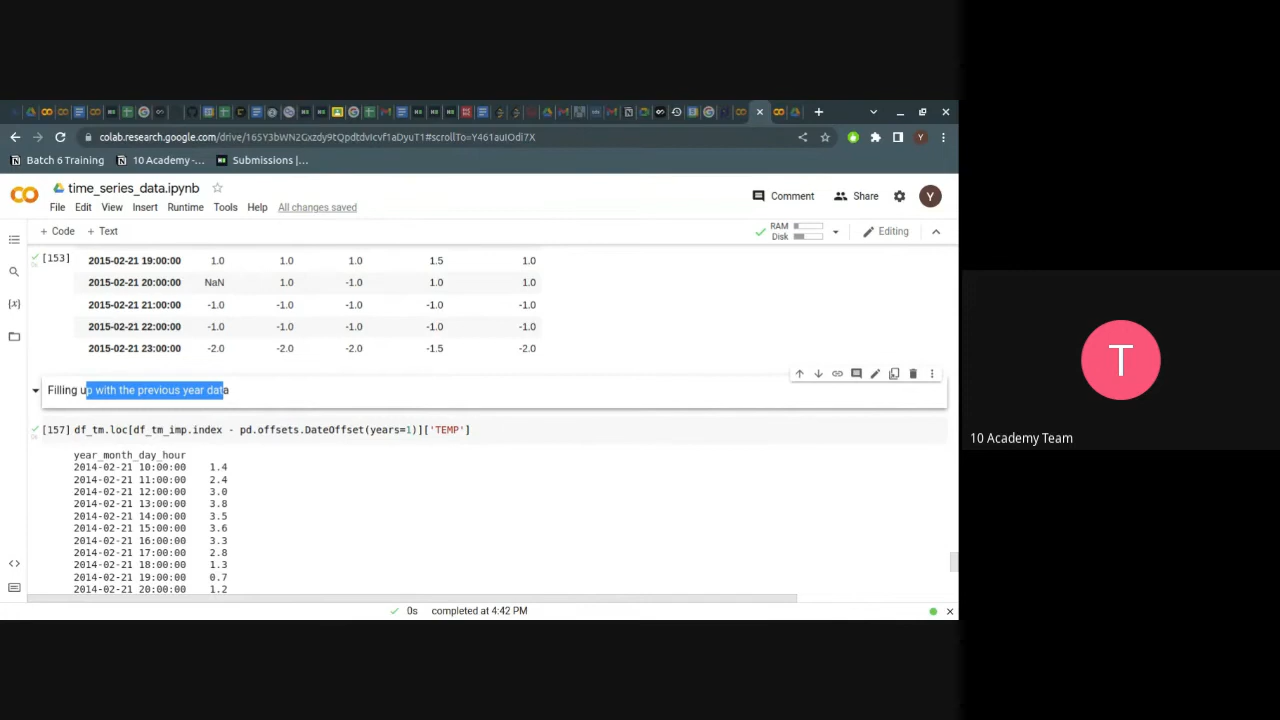 colab.research.google.com/drive/165Y3bWN2Gxzdy9tQpdtdvIcvf1aDyuT1#scrollTo=Y461auIOdi7X
Y
Batch 6 Training
10 Academy -...
Submissions |...
time_series_data.ipynb
Comment
Share
Y
File Edit View Insert Runtime Tools Help All changes saved
+ Code + Text
RAM
Disk
Editing
[153] 2015-02-21 19:00:00 1.0 1.0 1.0 1.5 1.0
2015-02-21 20:00:00 NaN 1.0 -1.0 1.0 1.0
2015-02-21 21:00:00 -1.0 -1.0 -1.0 -1.0 -1.0
2015-02-21 22:00:00 -1.0 -1.0 -1.0 -1.0 -1.0
2015-02-21 23:00:00 -2.0 -2.0 -2.0 -1.5 -2.0
Filling up with the previous year data
[157] df_tm.loc[df_tm_imp.index - pd.offsets.DateOffset(years=1)]['TEMP']
year_month_day_hour
2014-02-21 10:00:00 1.4
2014-02-21 11:00:00 2.4
2014-02-21 12:00:00 3.0
2014-02-21 13:00:00 3.8
2014-02-21 14:00:00 3.5
2014-02-21 15:00:00 3.6
2014-02-21 16:00:00 3.3
2014-02-21 17:00:00 2.8
2014-02-21 18:00:00 1.3
2014-02-21 19:00:00 0.7
2014-02-21 20:00:00 1.2
0s completed at 4:42 PM
T
10 Academy Team